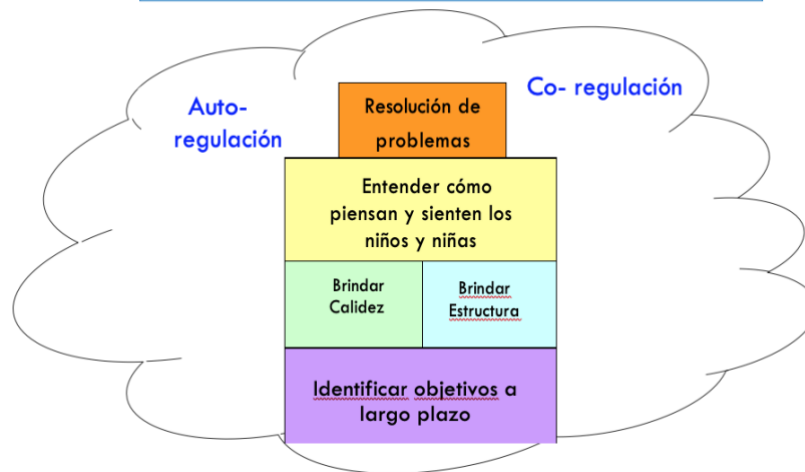 Auto-
regulación
Co- regulación
Resolución de
problemas
Entender cómo
piensan y sienten los
niños y niñas
Brindar
Calidez
Brindar
Estructura
Identificar objetivos a
largo plazo